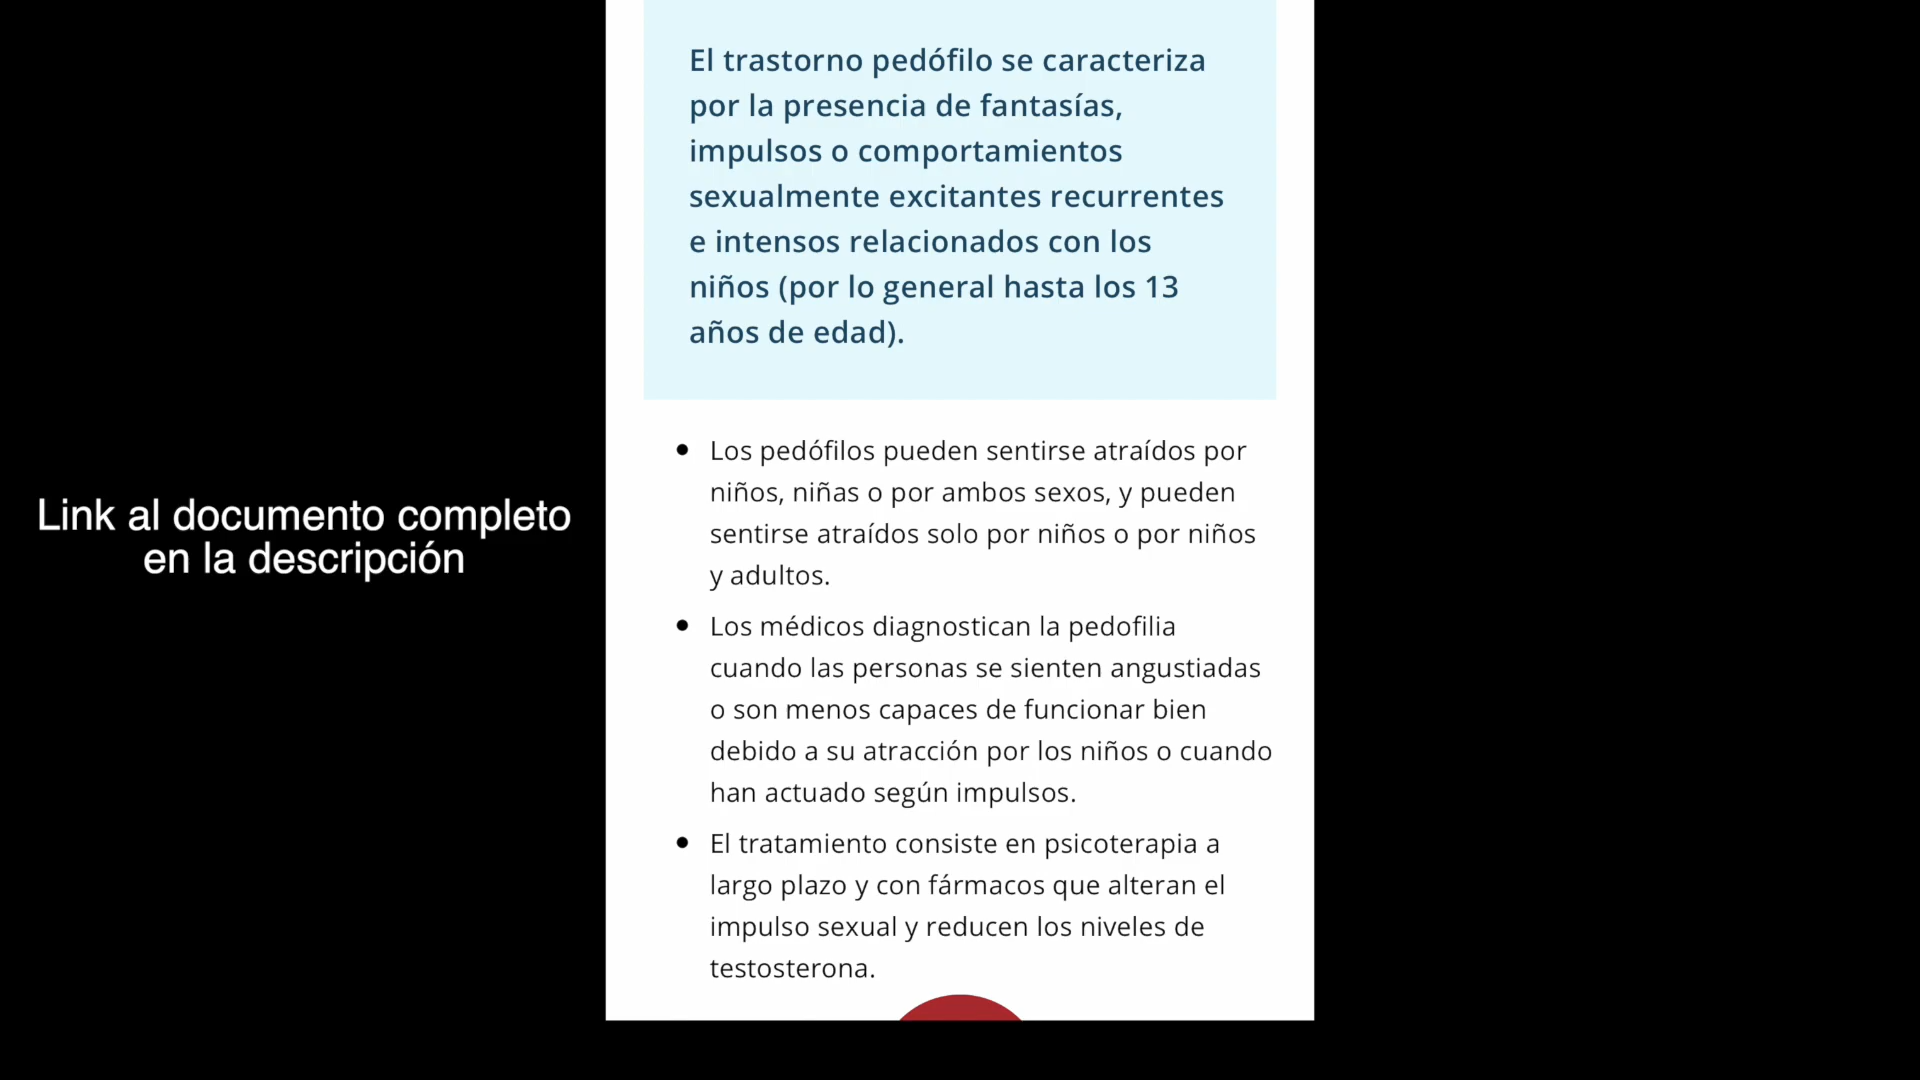 El trastorno pedófilo se caracteriza
por la presencia de fantasías,
impulsos o comportamientos
sexualmente excitantes recurrentes
e intensos relacionados con los
niños (por lo general hasta los 13
años de edad).
Link al documento completo
en la descripción
Los pedófilos pueden sentirse atraídos por
niños, niñas o por ambos sexos, y pueden
sentirse atraídos solo por niños o por niños
y adultos.
Los médicos diagnostican la pedofilia
cuando las personas se sienten angustiadas
o son menos capaces de funcionar bien
debido a su atracción por los niños o cuando
han actuado según impulsos.
El tratamiento consiste en psicoterapia a
largo plazo y con fármacos que alteran el
impulso sexual y reducen los niveles de
testosterona.